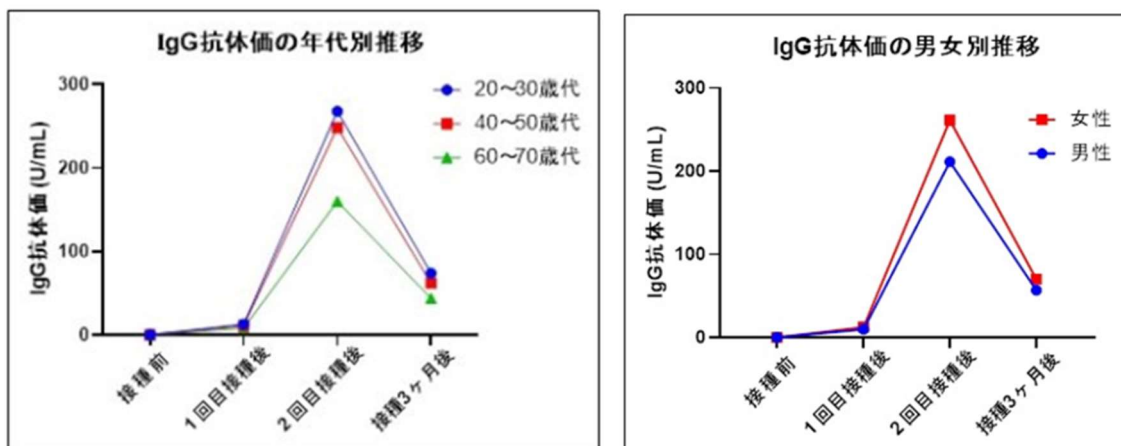 IgG抗体価の年代別推移
IgG抗体価 (U/mL)
300
200
100
0
20～30歳代
40～50歳代
60～70歳代
接種前
1回目接種後
2回目接種後
接種3ヶ月後
IgG抗体価の男女別推移
IgG抗体価 (U/mL)
300
200
100
0
女性
男性
接種前
1回目接種後
2回目接種後
接種3ヶ月後